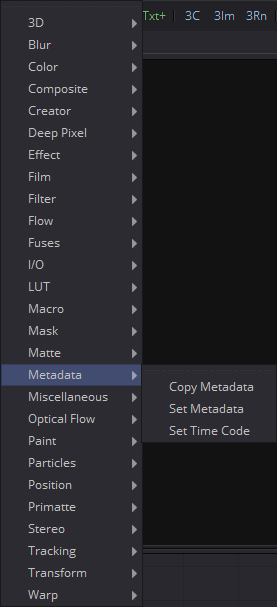 Txt+ 3C 3Im 3Rn
3D
Blur
Color
Composite
Creator
Deep Pixel
Effect
Film
Filter
Flow
Fuses
I/O
LUT
Macro
Mask
Matte
Metadata
Copy Metadata
Set Metadata
Set Time Code
Miscellaneous
Optical Flow
Paint
Particles
Position
Primatte
Stereo
Tracking
Transform
Warp